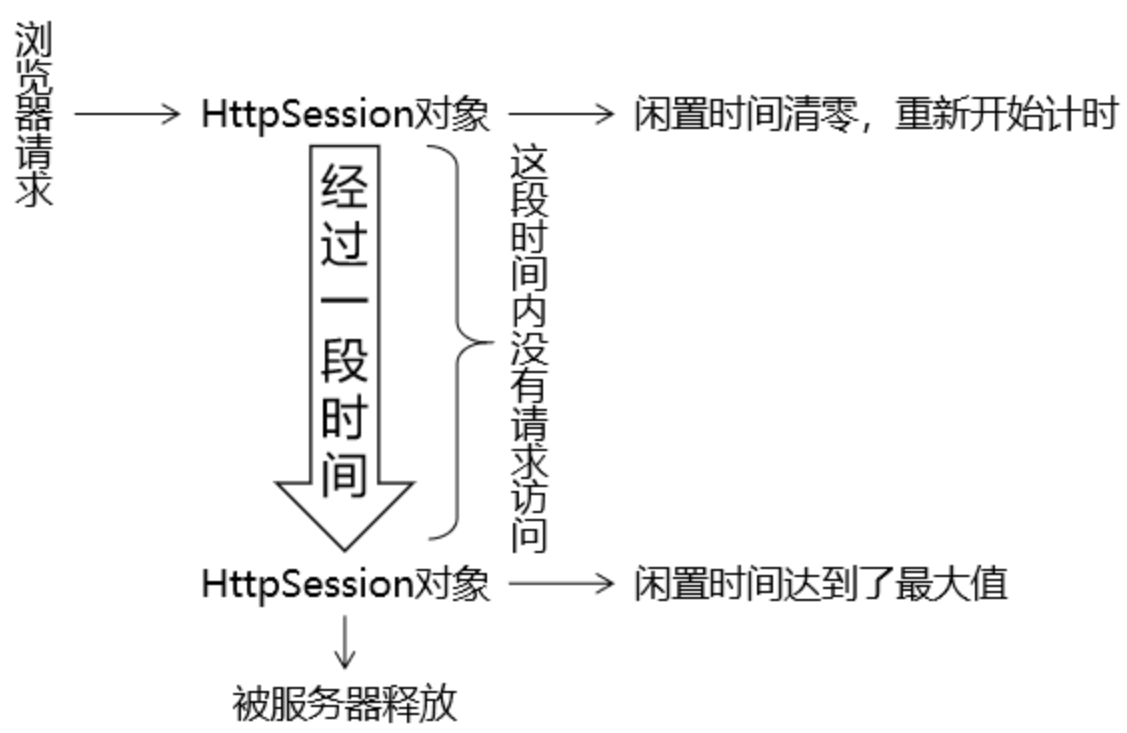 浏览器请求
HttpSession对象
闲置时间清零，重新开始计时
经过一段时间
这段时间内没有请求访问
HttpSession对象
闲置时间达到了最大值
被服务器释放